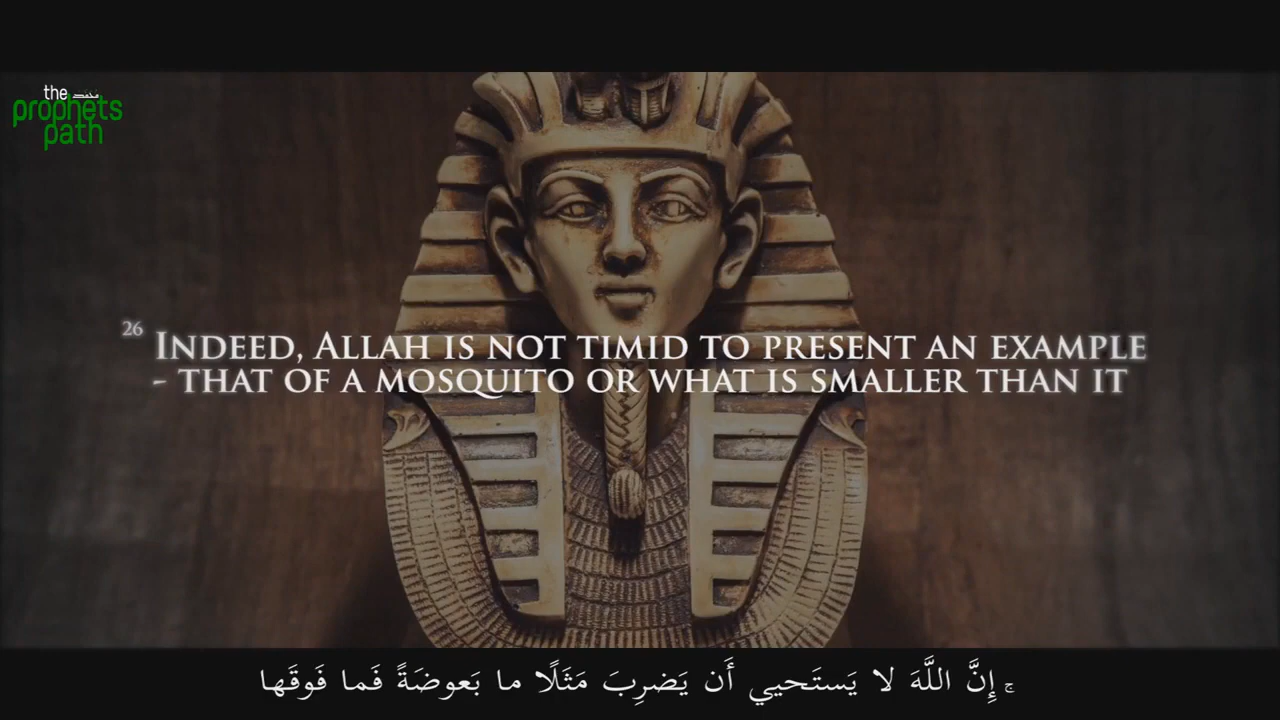 the محمد
prophets
path
26 Indeed, Allah is not timid to present an example
- that of a mosquito or what is smaller than it
ۚ إِنَّ اللَّهَ لا يَستَحيي أَن يَضرِبَ مَثَلًا ما بَعوضَةً فَما فَوقَها